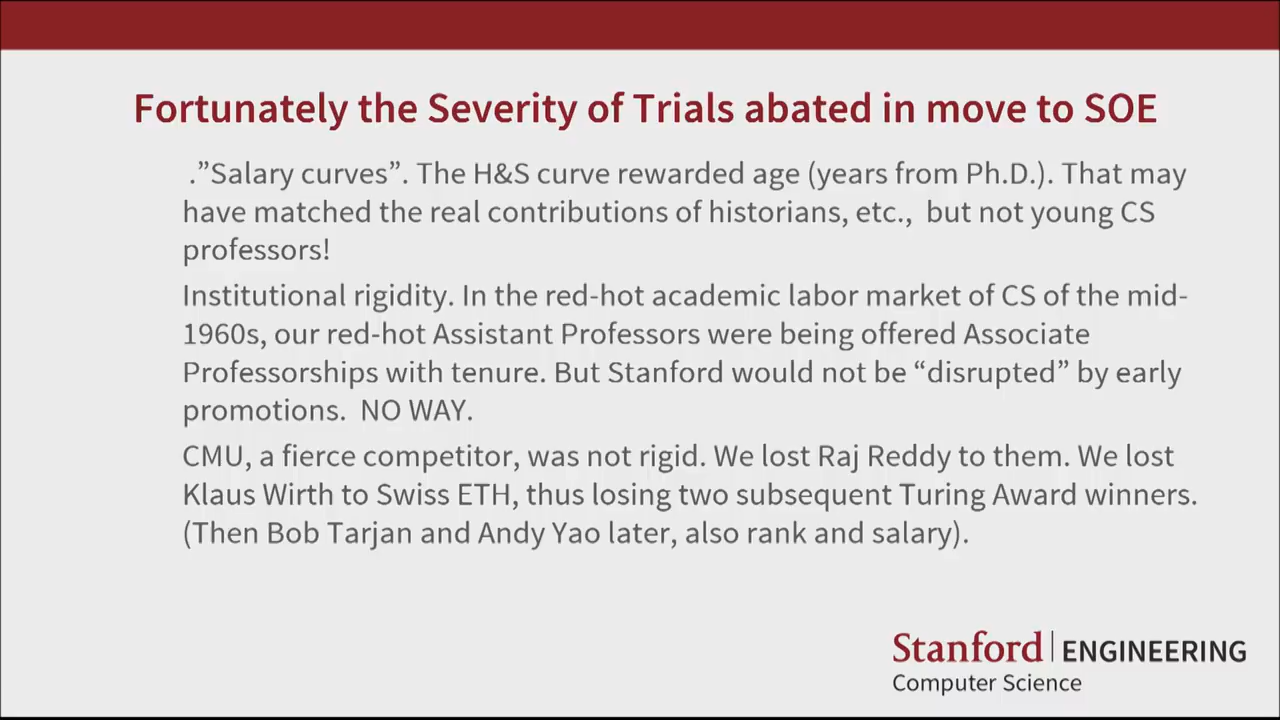 Fortunately the Severity of Trials abated in move to SOE
.”Salary curves”. The H&S curve rewarded age (years from Ph.D.). That may
have matched the real contributions of historians, etc.,  but not young CS
professors!
Institutional rigidity. In the red-hot academic labor market of CS of the mid-
1960s, our red-hot Assistant Professors were being offered Associate
Professorships with tenure. But Stanford would not be “disrupted” by early
promotions.  NO WAY.
CMU, a fierce competitor, was not rigid. We lost Raj Reddy to them. We lost
Klaus Wirth to Swiss ETH, thus losing two subsequent Turing Award winners.
(Then Bob Tarjan and Andy Yao later, also rank and salary).
Stanford | ENGINEERING
Computer Science